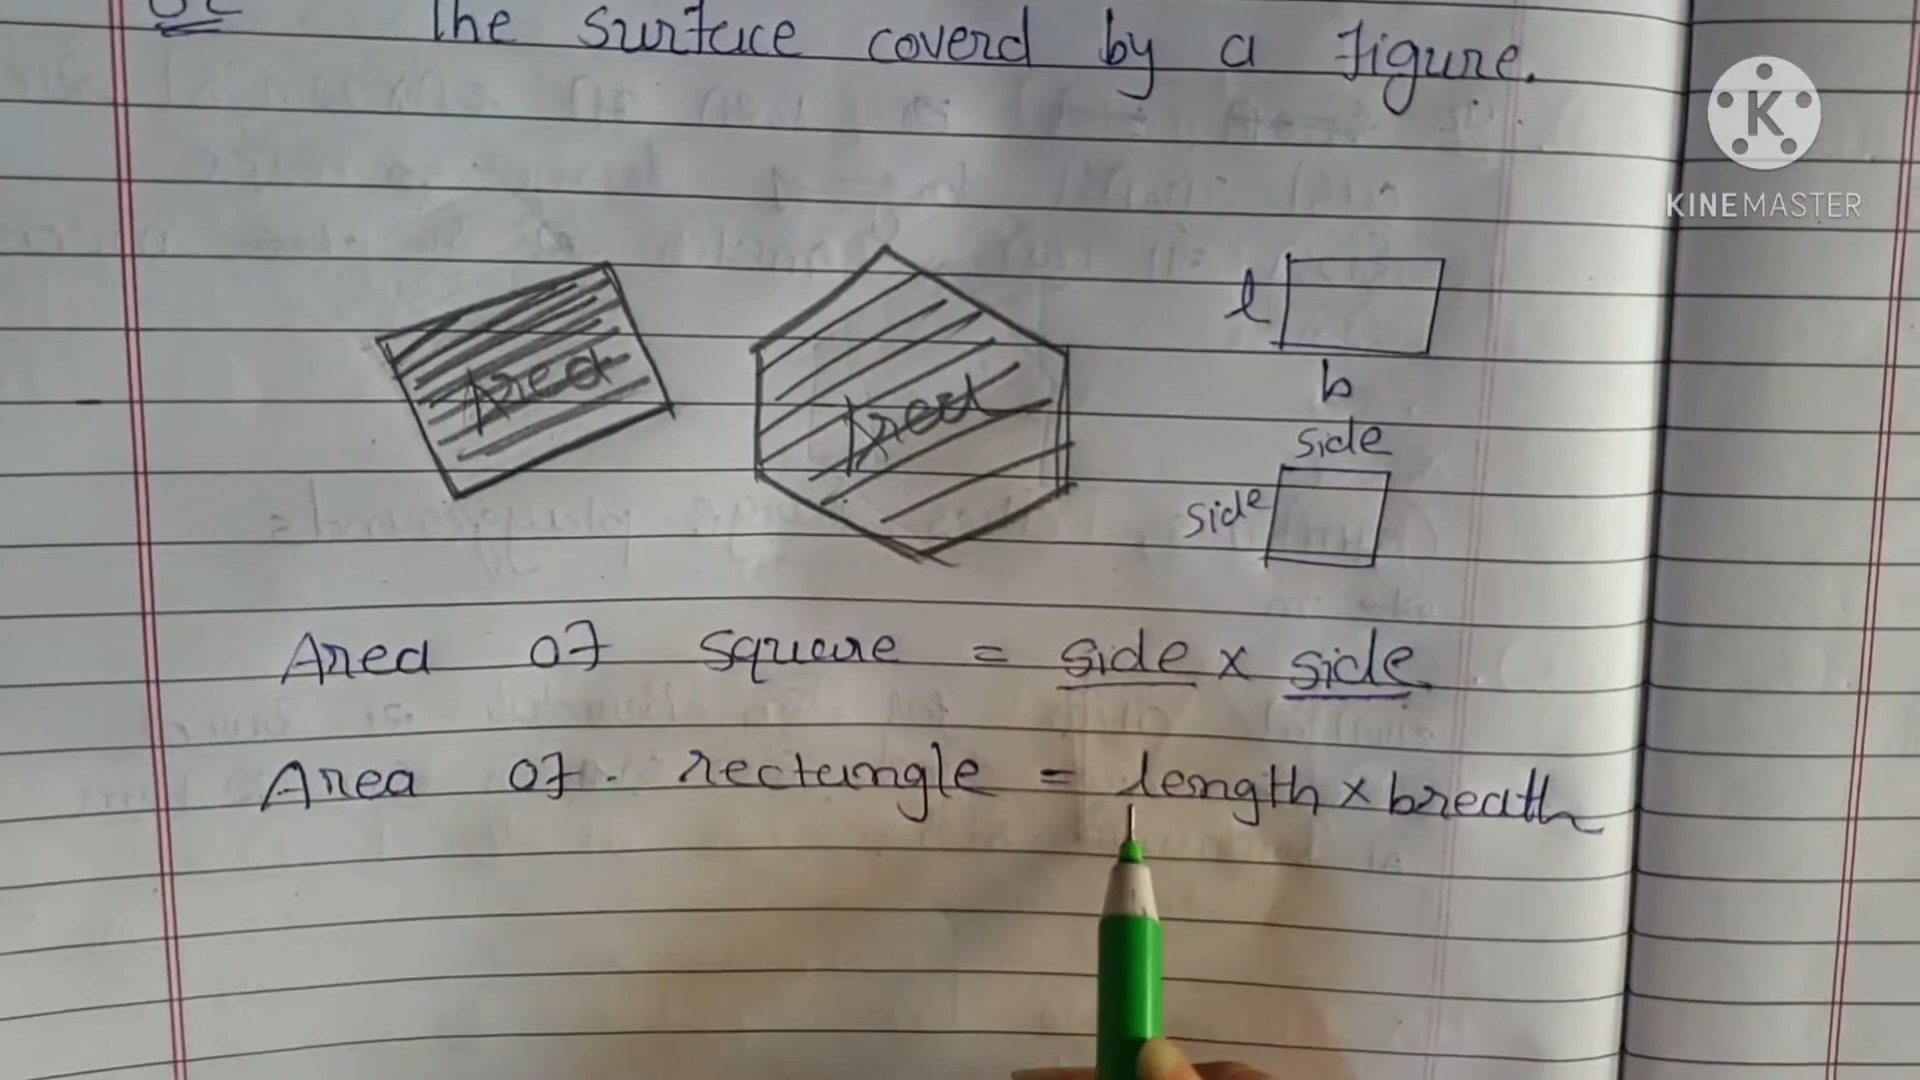 The surface coverd by a figure.
K
KINEMASTER
Area
Area
l
b
side
side
Area of square = side x side
Area of. rectangle = length x breath